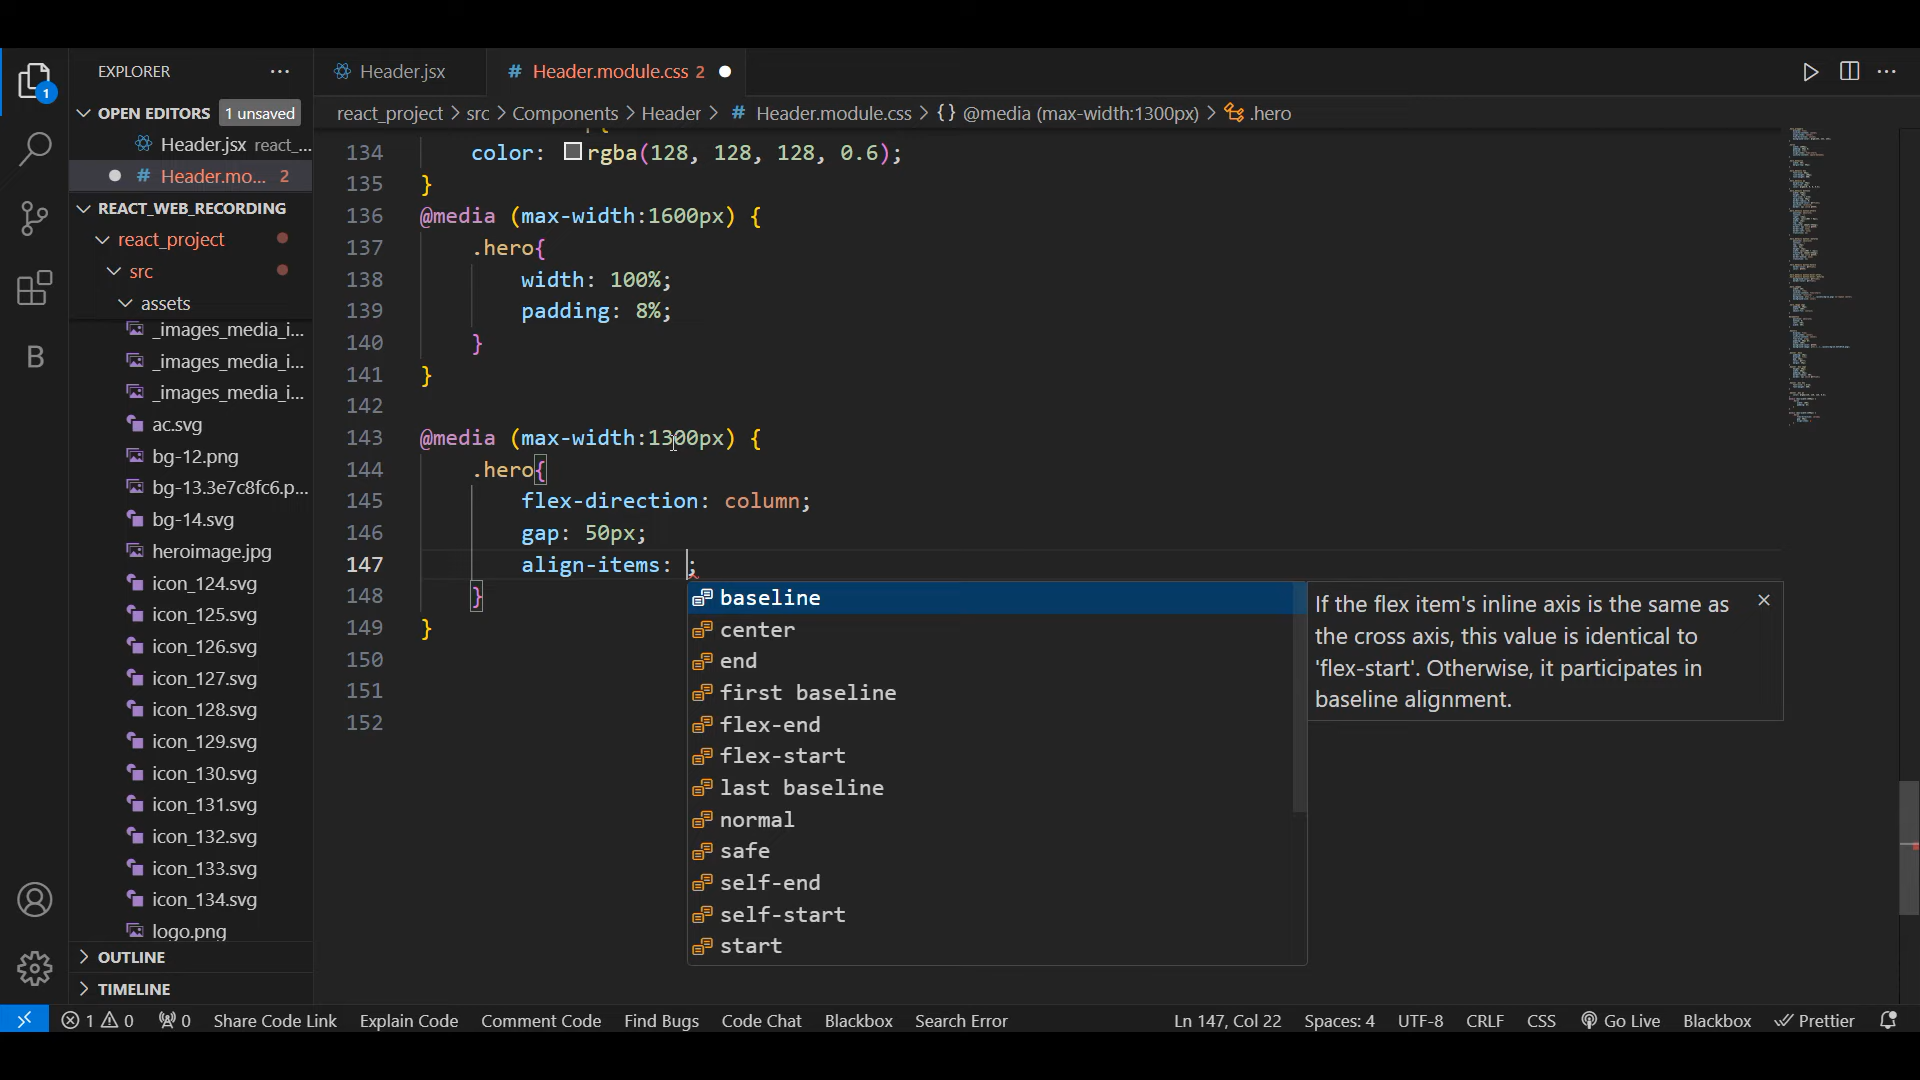 EXPLORER
OPEN EDITORS 1 unsaved
Header.jsx react_...
Header.mo... 2
REACT_WEB_RECORDING
react_project
src
assets
_images_media_i...
_images_media_i...
_images_media_i...
ac.svg
bg-12.png
bg-13.3e7c8fc6.p...
bg-14.svg
heroimage.jpg
icon_124.svg
icon_125.svg
icon_126.svg
icon_127.svg
icon_128.svg
icon_129.svg
icon_130.svg
icon_131.svg
icon_132.svg
icon_133.svg
icon_134.svg
logo.png
OUTLINE
TIMELINE
1
B
Header.jsx
Header.module.css 2
react_project > src > Components > Header > # Header.module.css > {} @media (max-width:1300px) > .hero
134 color: rgba(128, 128, 128, 0.6);
135 }
136 @media (max-width:1600px) {
137 .hero{
138 width: 100%;
139 padding: 8%;
140 }
141 }
142
143 @media (max-width:1300px) {
144 .hero{
145 flex-direction: column;
146 gap: 50px;
147 align-items: ;
148 }
149 }
150
151
152
baseline
center
end
first baseline
flex-end
flex-start
last baseline
normal
safe
self-end
self-start
start
If the flex item's inline axis is the same as
the cross axis, this value is identical to
'flex-start'. Otherwise, it participates in
baseline alignment.
1 0 0 Share Code Link Explain Code Comment Code Find Bugs Code Chat Blackbox Search Error Ln 147, Col 22 Spaces: 4 UTF-8 CRLF CSS Go Live Blackbox Prettier